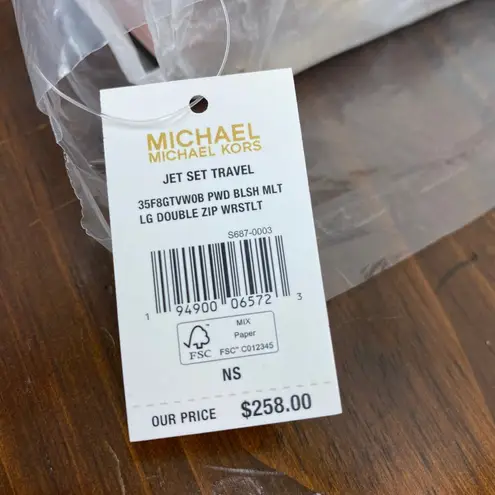 MICHAEL
MICHAEL KORS
JET SET TRAVEL
35F8GTVW0B PWD BLSH MLT
LG DOUBLE ZIP WRSTLT
S687-0003
1 94900 06572 3
FSC
MIX
Paper
FSC™ C012345
NS
OUR PRICE $258.00